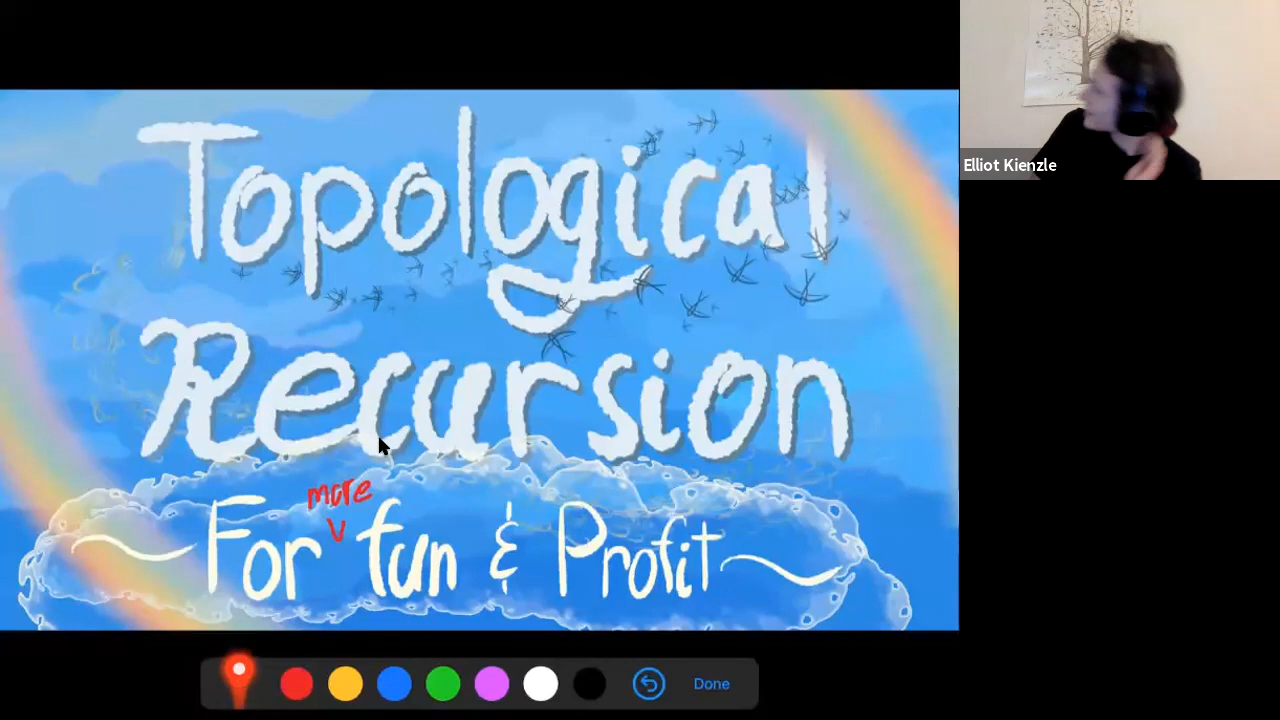 Topological
Recursion
more
~ For v fun & Profit ~
Elliot Kienzle
Done